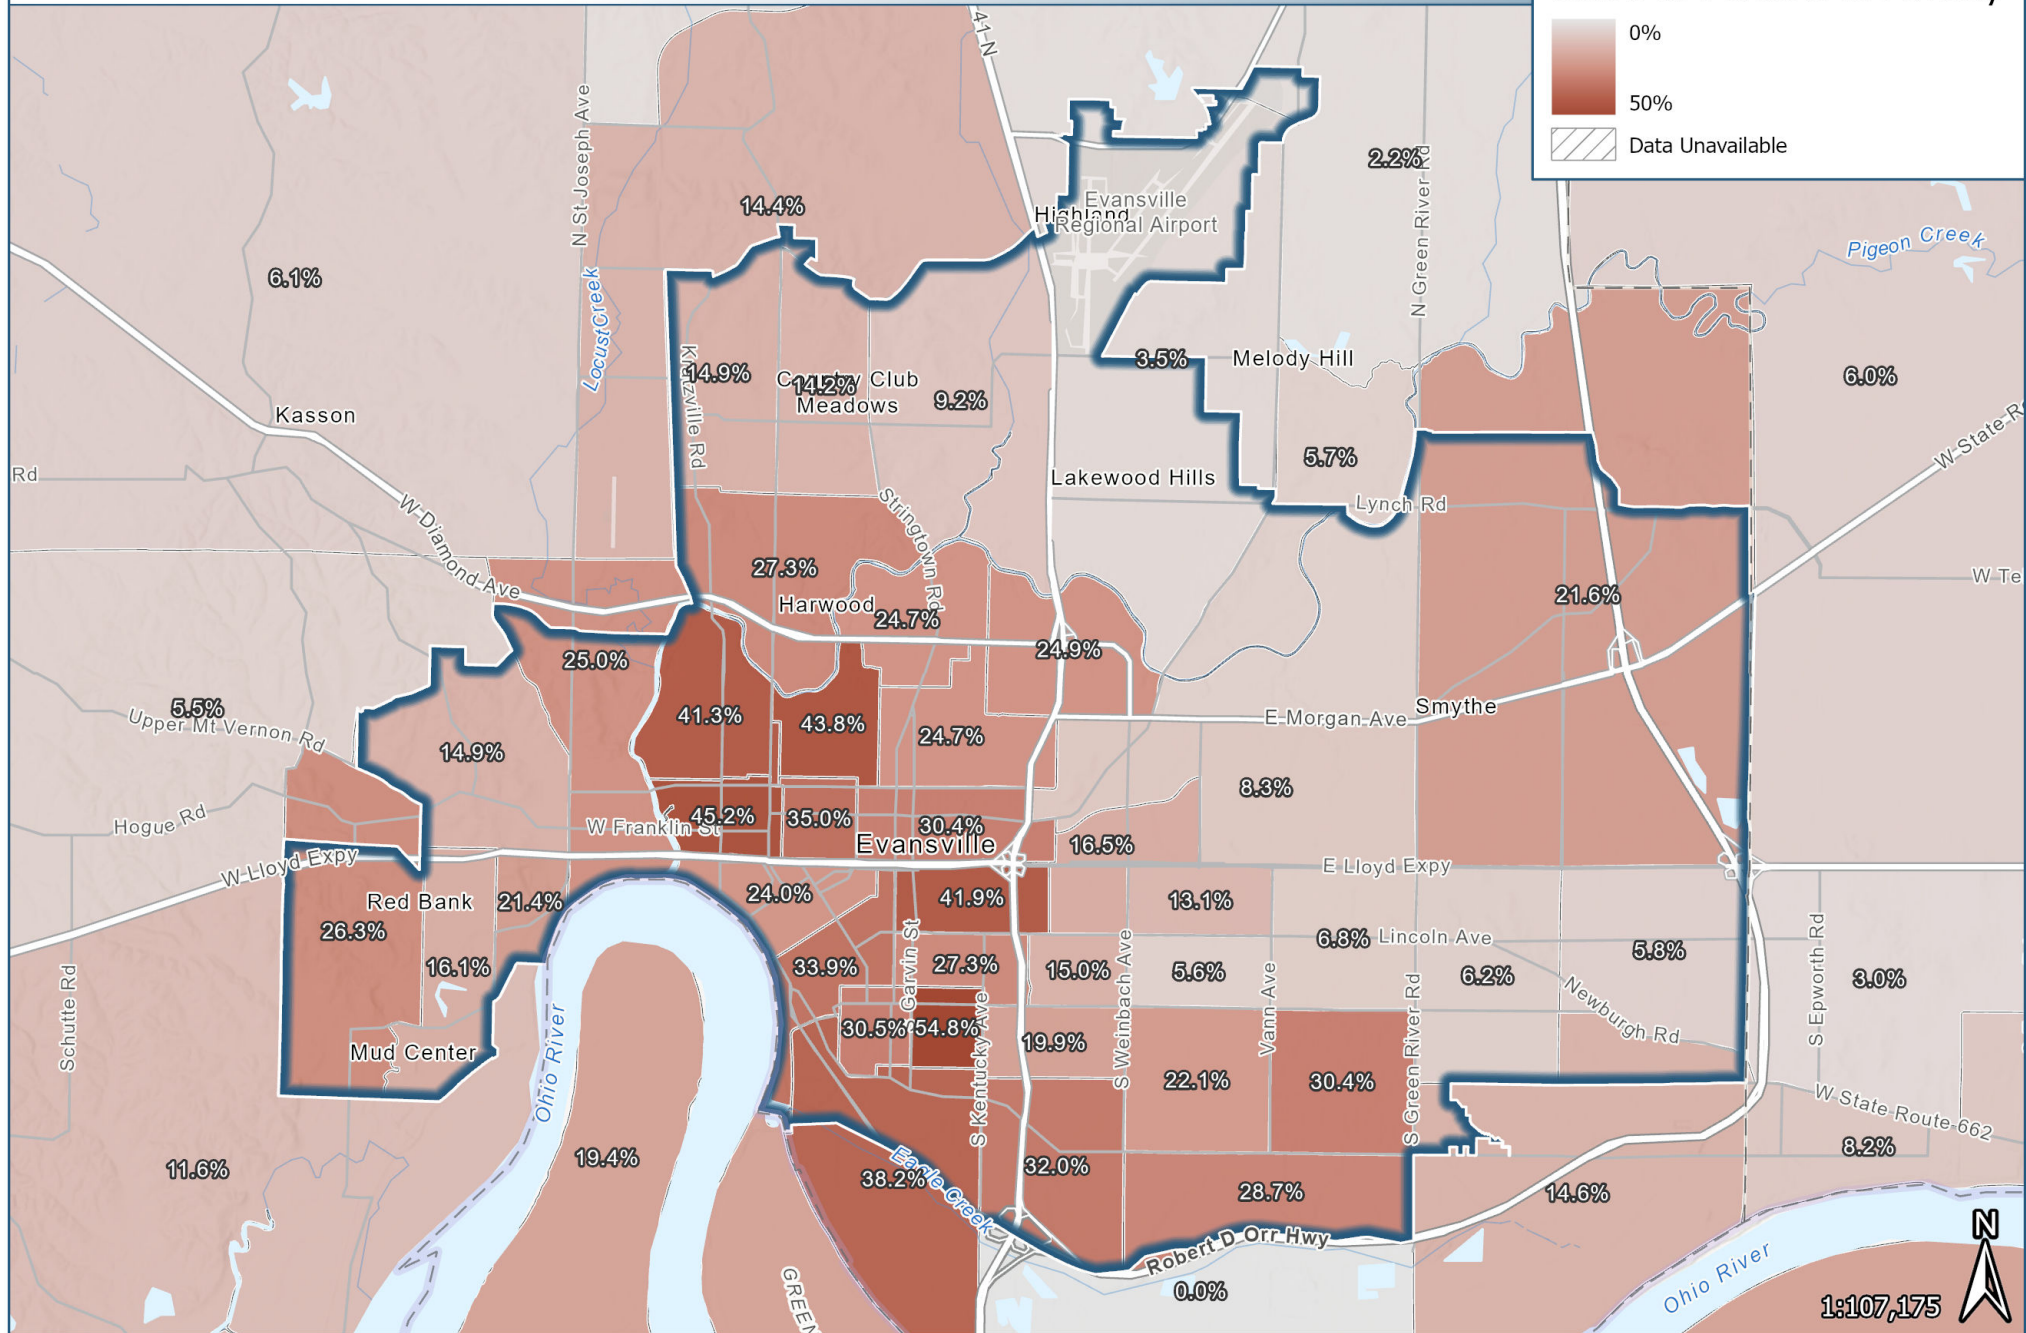 0%
50%
Data Unavailable
41 N
N St Joseph Ave
2.2%
14.4%
Evansville
Regional Airport
Highland
N Green River Rd
Pigeon Creek
6.1%
Locust Creek
Kratzville Rd
14.9%
Country Club
14.2%
Meadows
9.2%
3.5%
Melody Hill
6.0%
Kasson
W State R
Rd
5.7%
Lakewood Hills
Lynch Rd
W Diamond Ave
Stringtown Rd
27.3%
Harwood
24.7%
21.6%
W Te
25.0%
24.9%
5.5%
Upper Mt Vernon Rd
41.3%
43.8%
24.7%
E Morgan Ave
Smythe
14.9%
8.3%
Hogue Rd
45.2%
35.0%
30.4%
W Franklin St
Evansville
16.5%
W Lloyd Expy
E Lloyd Expy
Red Bank
21.4%
24.0%
41.9%
13.1%
26.3%
6.8%
Lincoln Ave
5.8%
S Epworth Rd
16.1%
33.9%
Garvin St
27.3%
15.0%
S Weinbach Ave
5.6%
6.2%
3.0%
Schutte Rd
Vann Ave
S Green River Rd
Newburgh Rd
30.5%
54.8%
S Kentucky Ave
19.9%
Mud Center
Ohio River
22.1%
30.4%
W State Route 662
11.6%
19.4%
38.2%
Eagle Creek
32.0%
28.7%
14.6%
8.2%
Robert D Orr Hwy
0.0%
GREEN
Ohio River
N
1:107,175